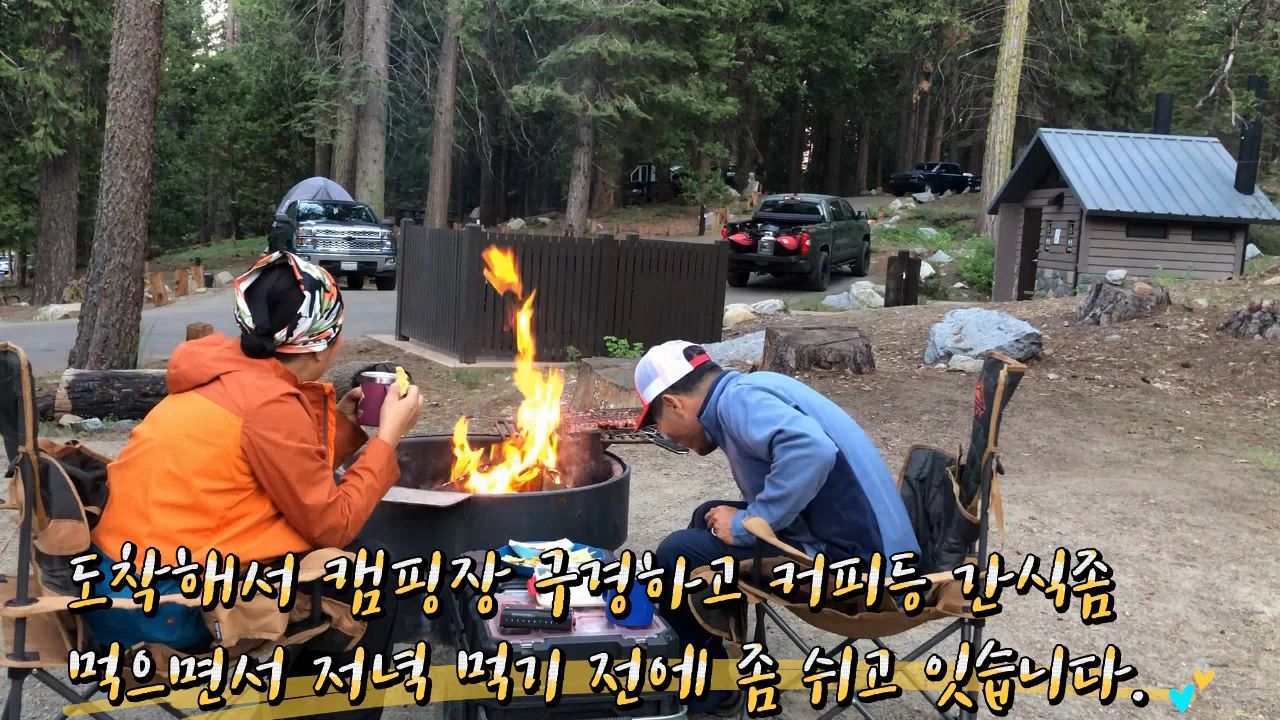 도착해서 캠핑장 구경하고 커피등 간식좀
먹으면서 저녁 먹기 전에 좀 쉬고 잇습니다.